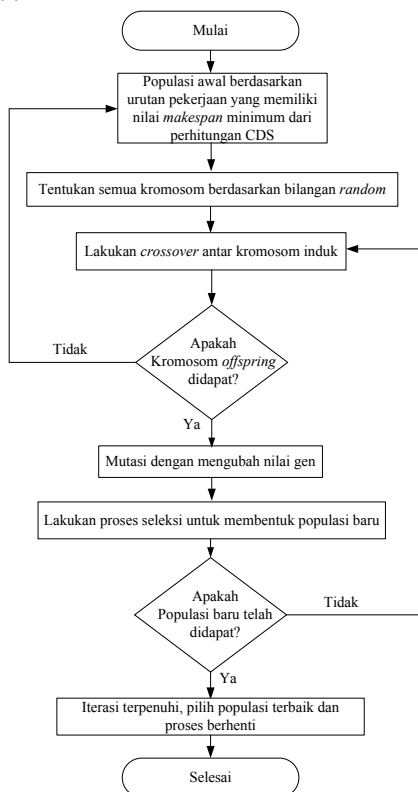 Mulai
Populasi awal berdasarkan
urutan pekerjaan yang memiliki
nilai makespan minimum dari
perhitungan CDS
Tentukan semua kromosom berdasarkan bilangan random
Lakukan crossover antar kromosom induk
Tidak
Apakah
Kromosom offspring
didapat?
Ya
Mutasi dengan mengubah nilai gen
Lakukan proses seleksi untuk membentuk populasi baru
Apakah
Populasi baru telah
didapat?
Tidak
Ya
Iterasi terpenuhi, pilih populasi terbaik dan
proses berhenti
Selesai